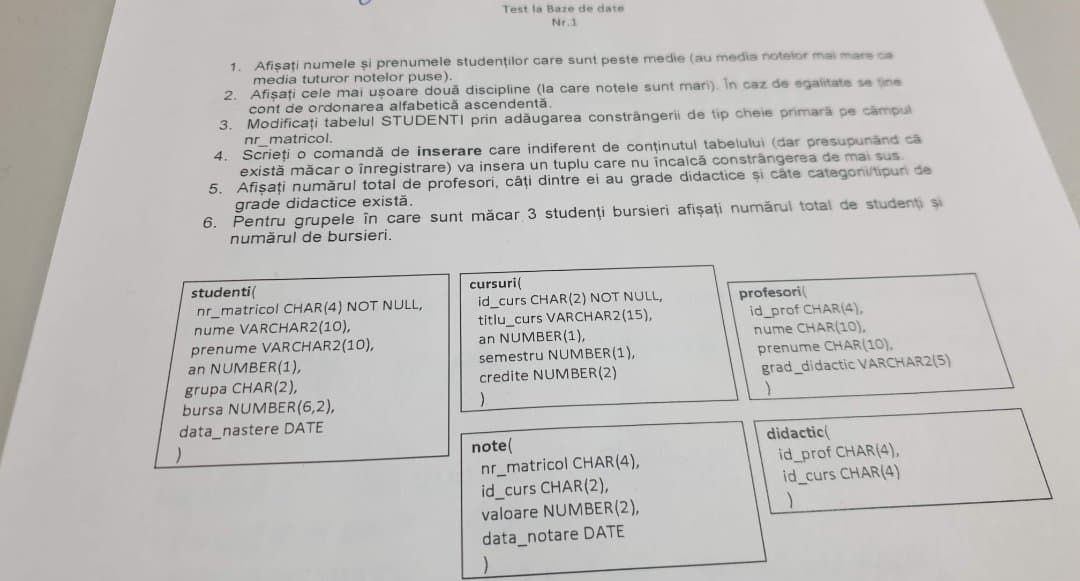 Test la Baze de date
Nr.1
1. Afișați numele și prenumele studenților care sunt peste medie (au media notelor mai mare ca
media tuturor notelor puse).
2. Afișați cele mai ușoare două discipline (la care notele sunt mari). În caz de egalitate se ține
cont de ordonarea alfabetică ascendentă.
3. Modificați tabelul STUDENTI prin adăugarea constrângerii de tip cheie primară pe câmpul
nr_matricol.
4. Scrieți o comandă de inserare care indiferent de conținutul tabelului (dar presupunând că
există măcar o înregistrare) va insera un tuplu care nu încalcă constrângerea de mai sus.
5. Afișați numărul total de profesori, câți dintre ei au grade didactice și câte categorii/tipuri de
grade didactice există.
6. Pentru grupele în care sunt măcar 3 studenți bursieri afișați numărul total de studenți și
numărul de bursieri.
studenti(
nr_matricol CHAR(4) NOT NULL,
nume VARCHAR2(10),
prenume VARCHAR2(10),
an NUMBER(1),
grupa CHAR(2),
bursa NUMBER(6,2),
data_nastere DATE
)
cursuri(
id_curs CHAR(2) NOT NULL,
titlu_curs VARCHAR2(15),
an NUMBER(1),
semestru NUMBER(1),
credite NUMBER(2)
)
profesori(
id_prof CHAR(4),
nume CHAR(10),
prenume CHAR(10),
grad_didactic VARCHAR2(5)
)
note(
nr_matricol CHAR(4),
id_curs CHAR(2),
valoare NUMBER(2),
data_notare DATE
)
didactic(
id_prof CHAR(4),
id_curs CHAR(4)
)